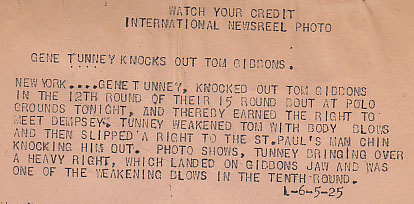 WATCH YOUR CREDIT
INTERNATIONAL NEWSREEL PHOTO
GENE TUNNEY KNOCKS OUT TOM GIBBONS.
NEW YORK....GENE TUNNEY, KNOCKED OUT TOM GIBBONS
IN THE 12TH ROUND OF THEIR 15 ROUND BOUT AT POLO
GROUNDS TONIGHT, AND THEREBY EARNED THE RIGHT TO
MEET DEMPSEY. TUNNEY WEAKENED TOM WITH BODY BLOWS
AND THEN SLIPPED A RIGHT TO THE ST.PAUL'S MAN CHIN
KNOCKING HIM OUT. PHOTO SHOWS, TUNNEY BRINGING OVER
A HEAVY RIGHT, WHICH LANDED ON GIBBONS JAW AND WAS
ONE OF THE WEAKENING BLOWS IN THE TENTH ROUND.
L-6-5-25